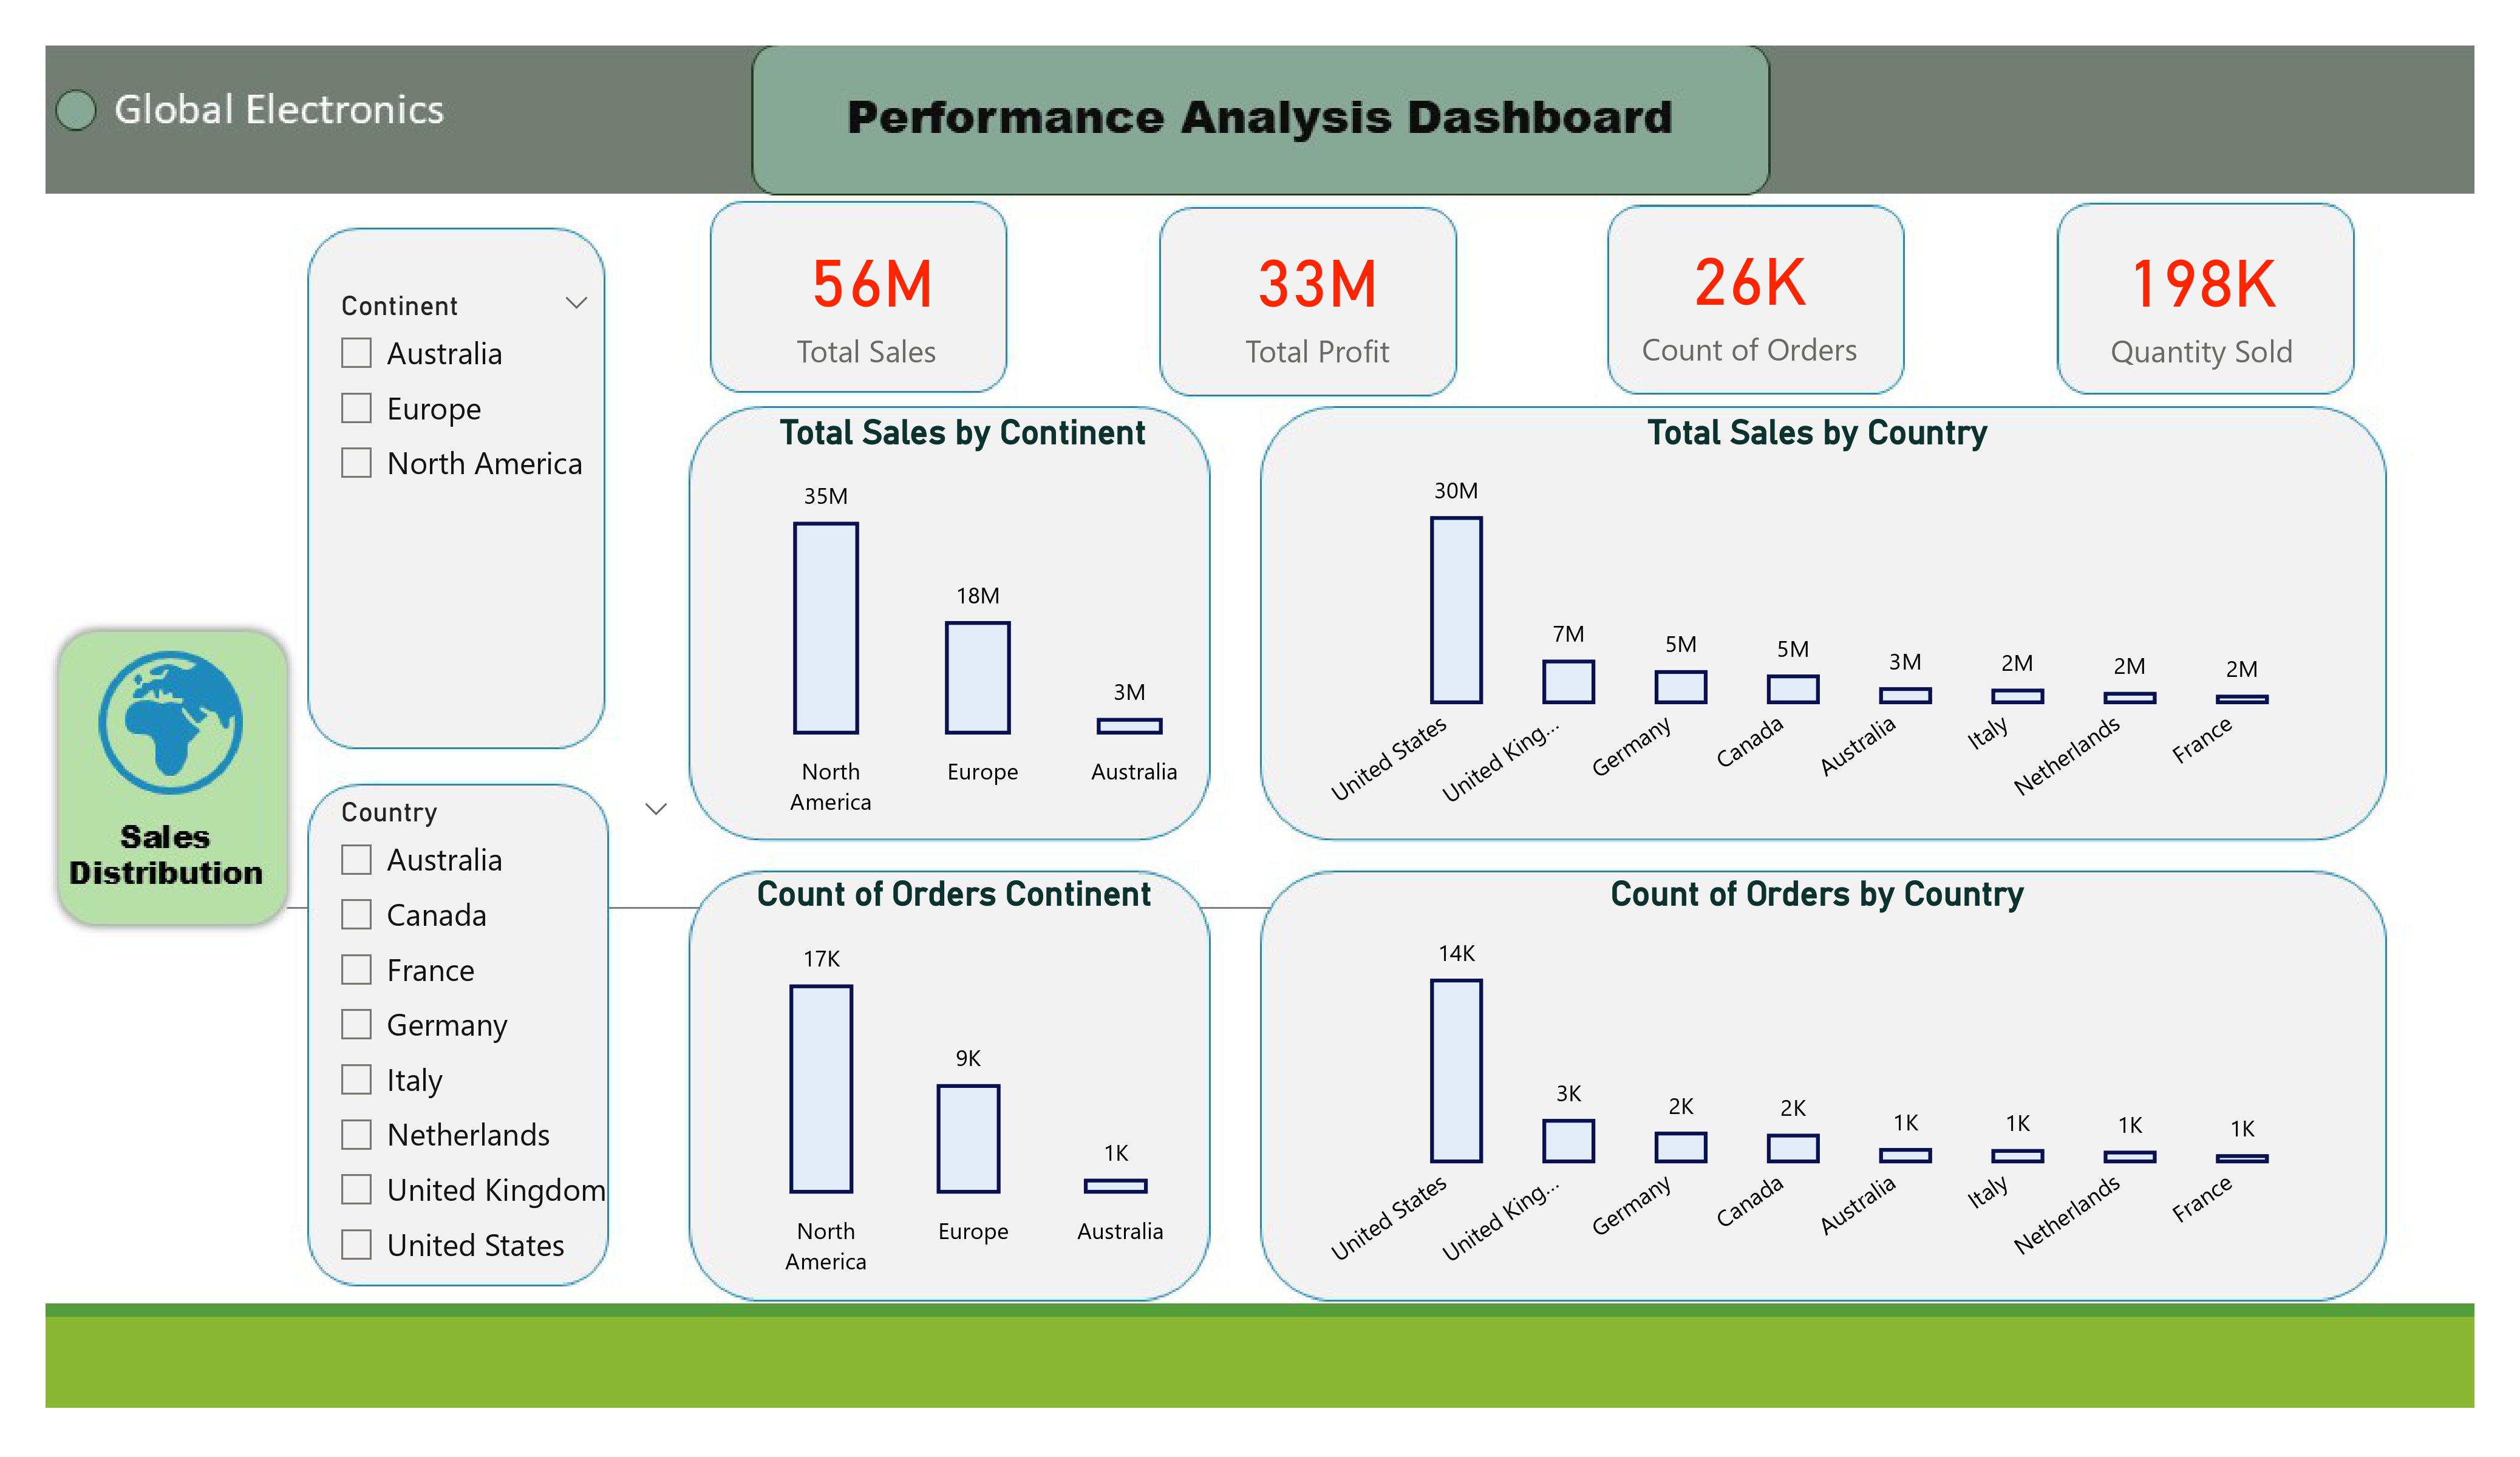 Global Electronics
Performance Analysis Dashboard
56M
Total Sales
33M
Total Profit
26K
Count of Orders
198K
Quantity Sold
Continent
Australia
Europe
North America
Sales
Distribution
Country
Australia
Canada
France
Germany
Italy
Netherlands
United Kingdom
United States
Total Sales by Continent
35M
18M
3M
North
America
Europe
Australia
Total Sales by Country
30M
7M
5M
5M
3M
2M
2M
2M
United States
United King...
Germany
Canada
Australia
Italy
Netherlands
France
Count of Orders Continent
17K
9K
1K
North
America
Europe
Australia
Count of Orders by Country
14K
3K
2K
2K
1K
1K
1K
1K
United States
United King...
Germany
Canada
Australia
Italy
Netherlands
France